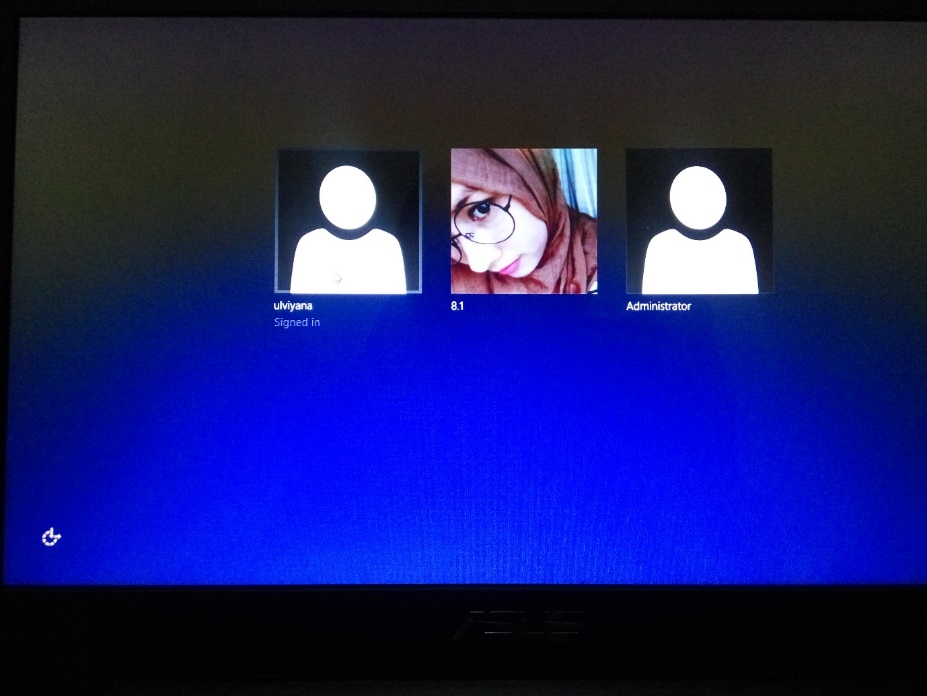 ulviyana
Signed in
8.1
Administrator
ASUS